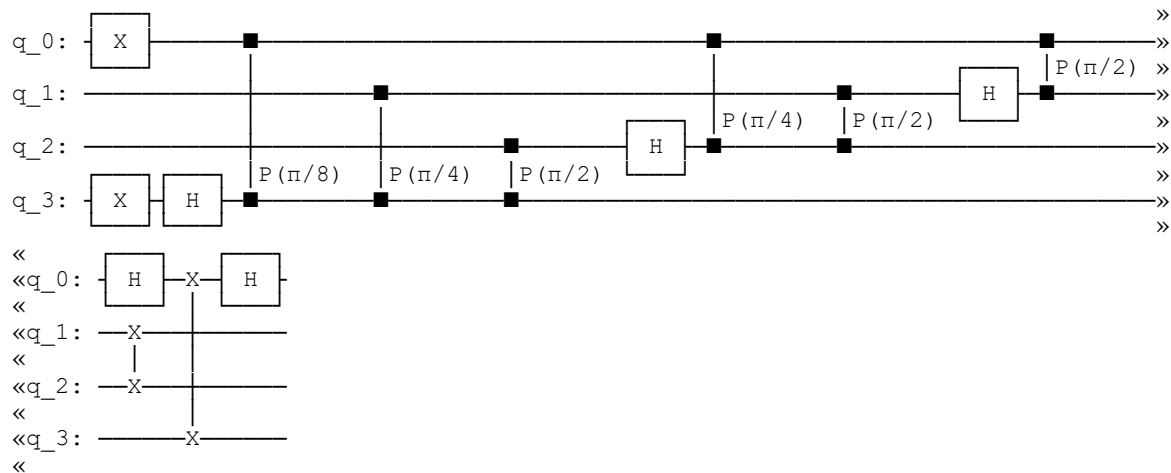 »
q_0: X ■ ■ ■ »
P(π/2) »
q_1: ■ ■ H ■ »
P(π/4) P(π/2) »
q_2: ■ H ■ ■ »
P(π/8) P(π/4) P(π/2) »
q_3: X H ■ ■ ■ »
»
«
«q_0: H X H
«
«q_1: X
«
«q_2: X
«
«q_3: X
«